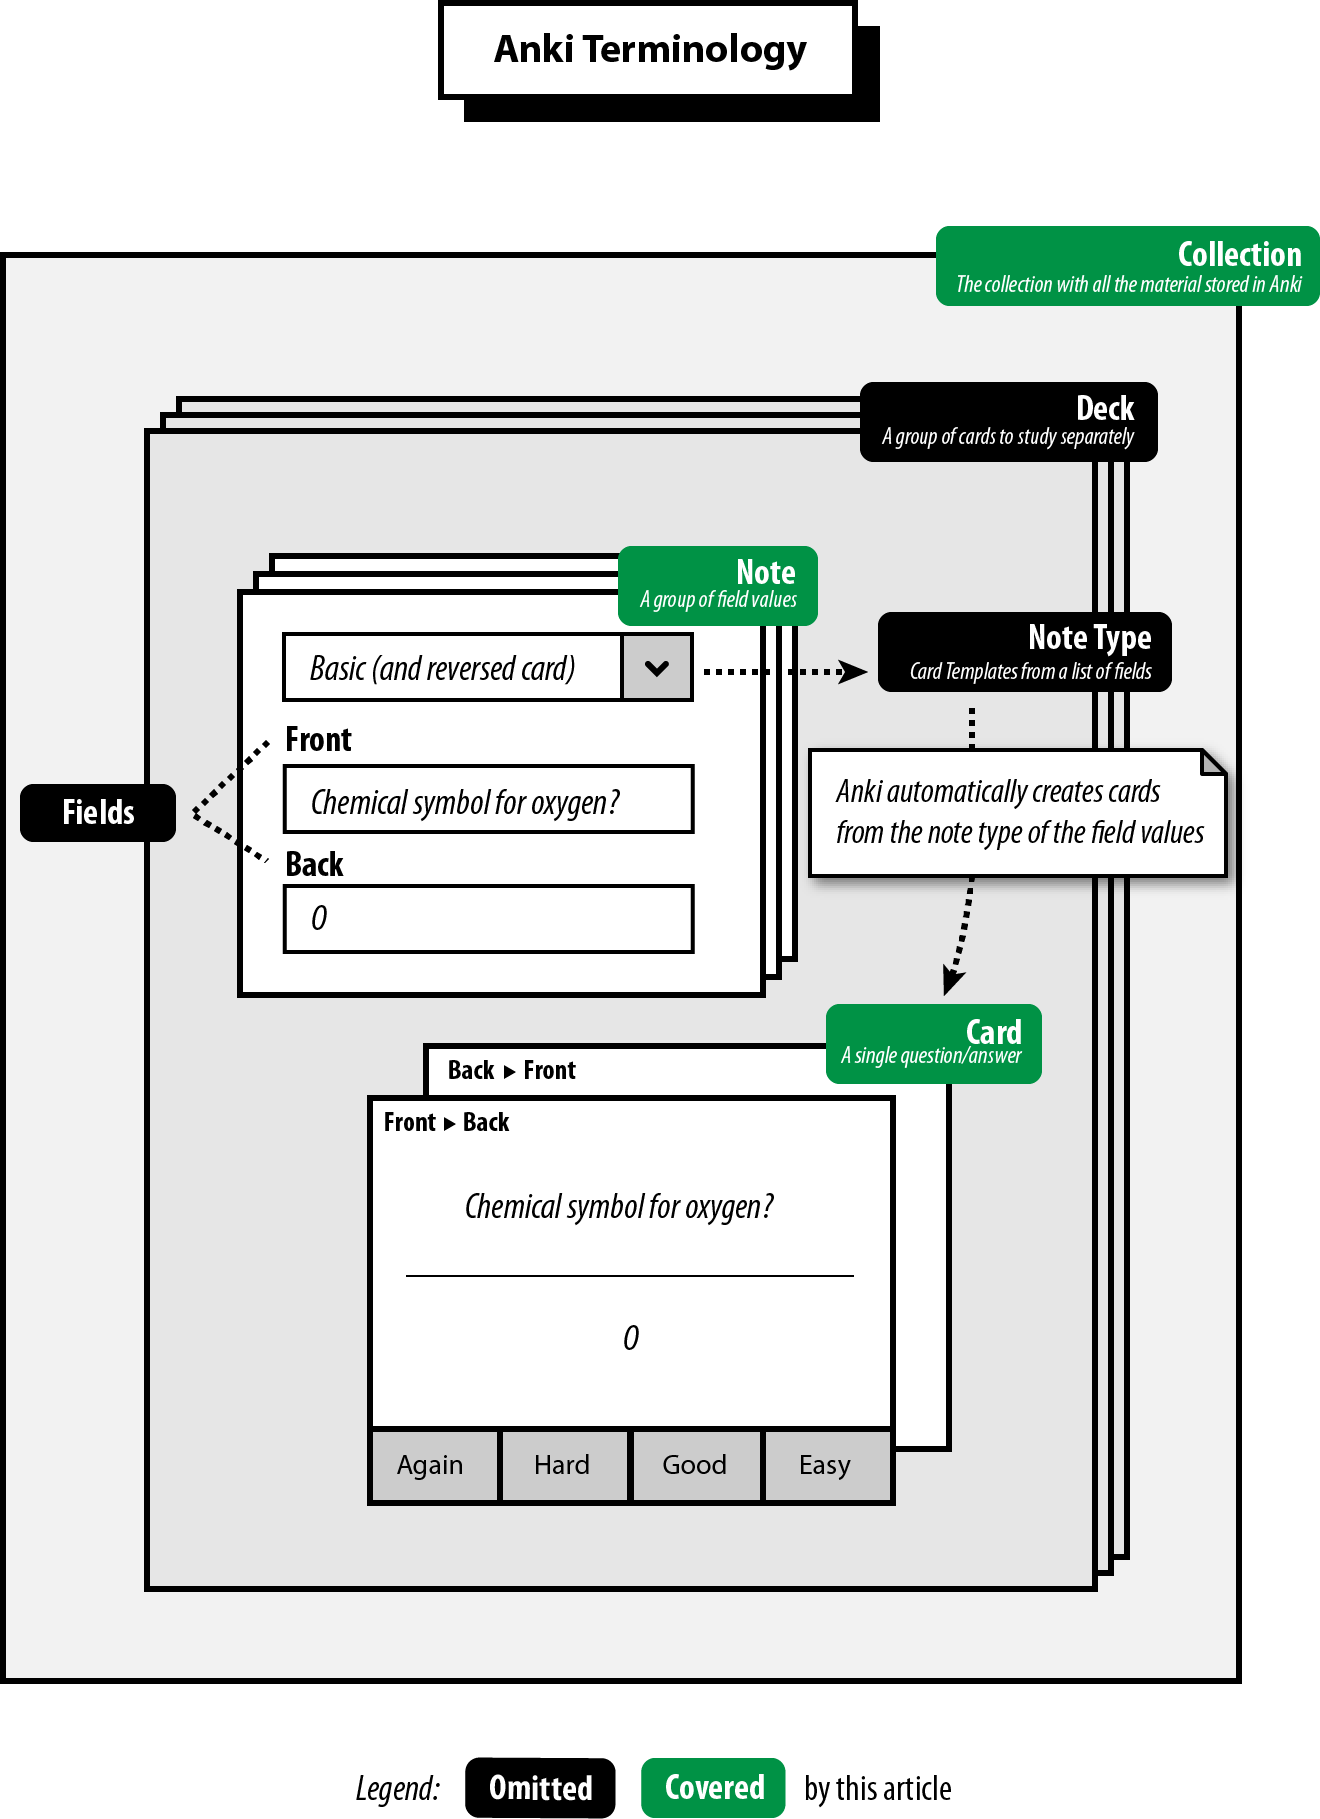 Anki Terminology
Collection
The collection with all the material stored in Anki
Deck
A group of cards to study separately
Note
A group of field values
Basic (and reversed card)
Note Type
Card Templates from a list of fields
Front
Chemical symbol for oxygen?
Fields
Anki automatically creates cards
from the note type of the field values
Back
O
Card
A single question/answer
Back ▸ Front
Front ▸ Back
Chemical symbol for oxygen?
O
Again
Hard
Good
Easy
Legend: Omitted Covered by this article